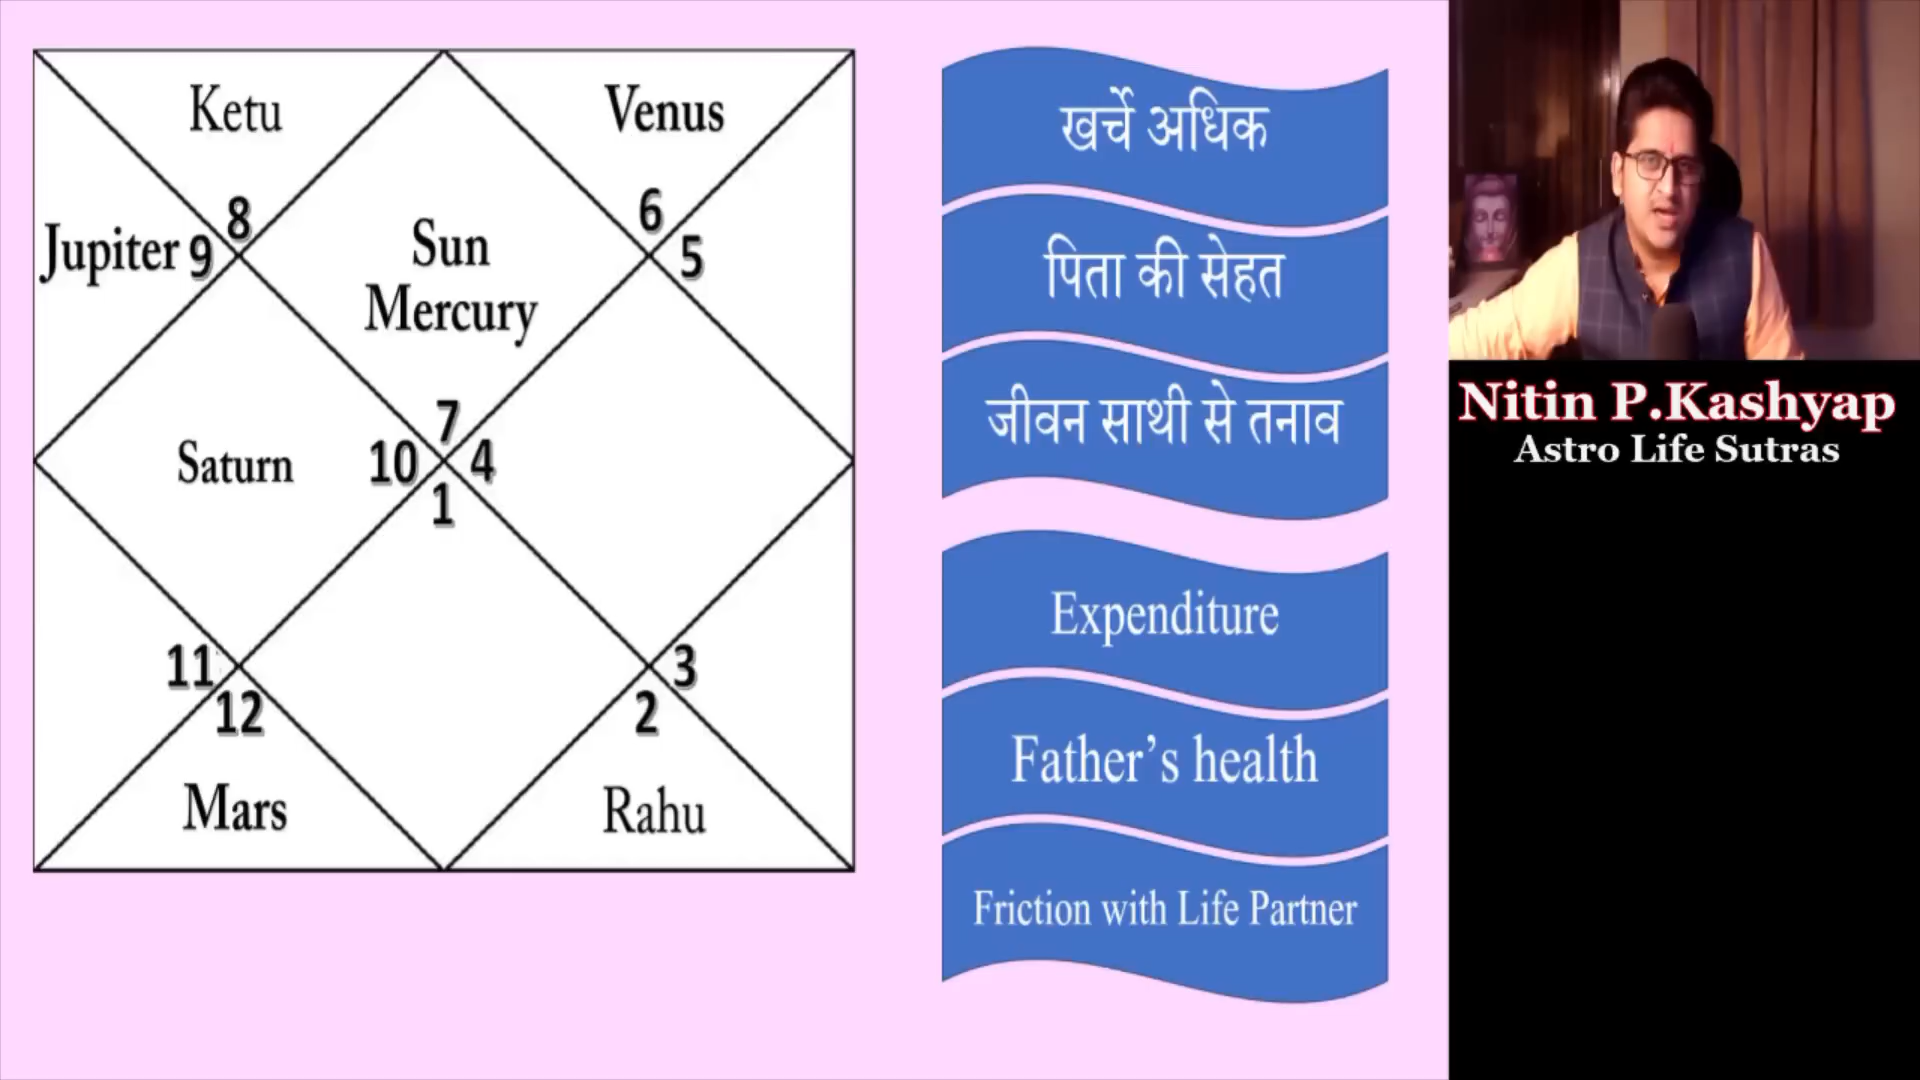 Ketu
Venus
8
6
Jupiter 9
Sun
Mercury
5
7
Saturn
10
4
1
11
12
3
2
Mars
Rahu
खर्चे अधिक
पिता की सेहत
जीवन साथी से तनाव
Expenditure
Father’s health
Friction with Life Partner
Nitin P.Kashyap
Astro Life Sutras